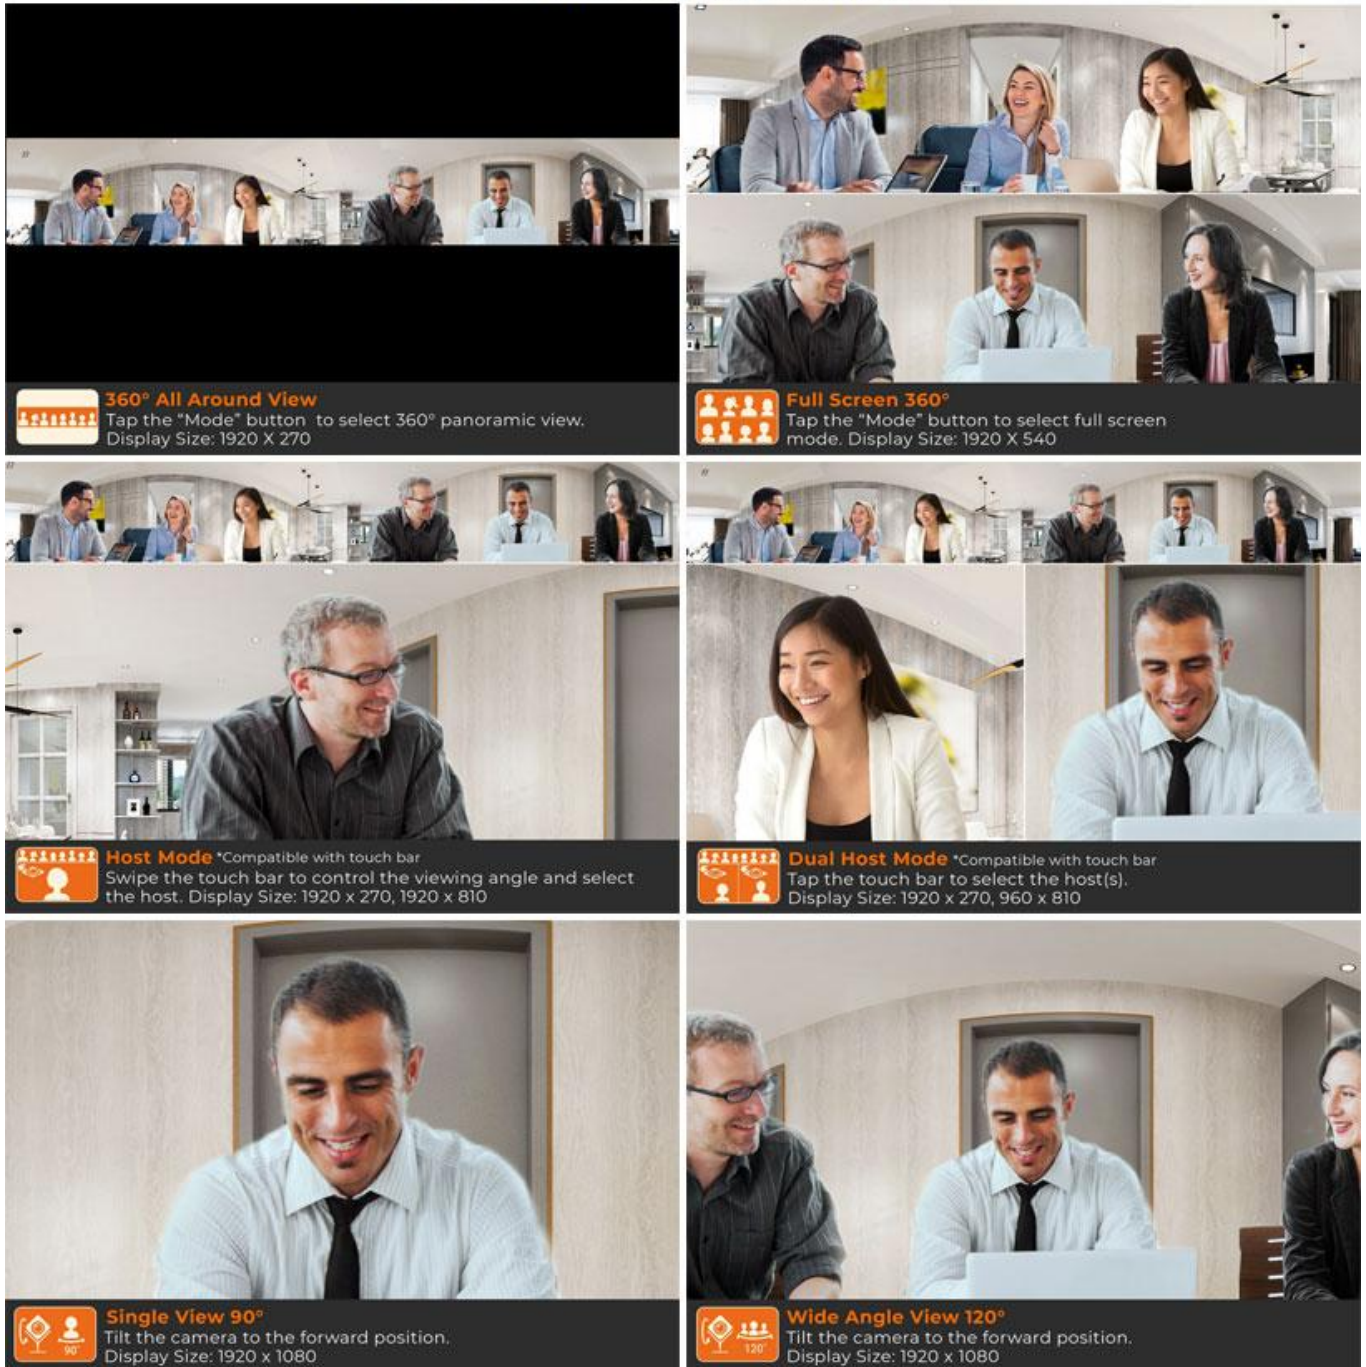 360° All Around View
Tap the “Mode” button to select 360° panoramic view.
Display Size: 1920 X 270
Full Screen 360°
Tap the “Mode” button to select full screen
mode. Display Size: 1920 X 540
Host Mode *Compatible with touch bar
Swipe the touch bar to control the viewing angle and select
the host. Display Size: 1920 x 270, 1920 x 810
Dual Host Mode *Compatible with touch bar
Tap the touch bar to select the host(s).
Display Size: 1920 x 270, 960 x 810
Single View 90°
Tilt the camera to the forward position.
Display Size: 1920 x 1080
90°
Wide Angle View 120°
Tilt the camera to the forward position.
Display Size: 1920 x 1080
120°